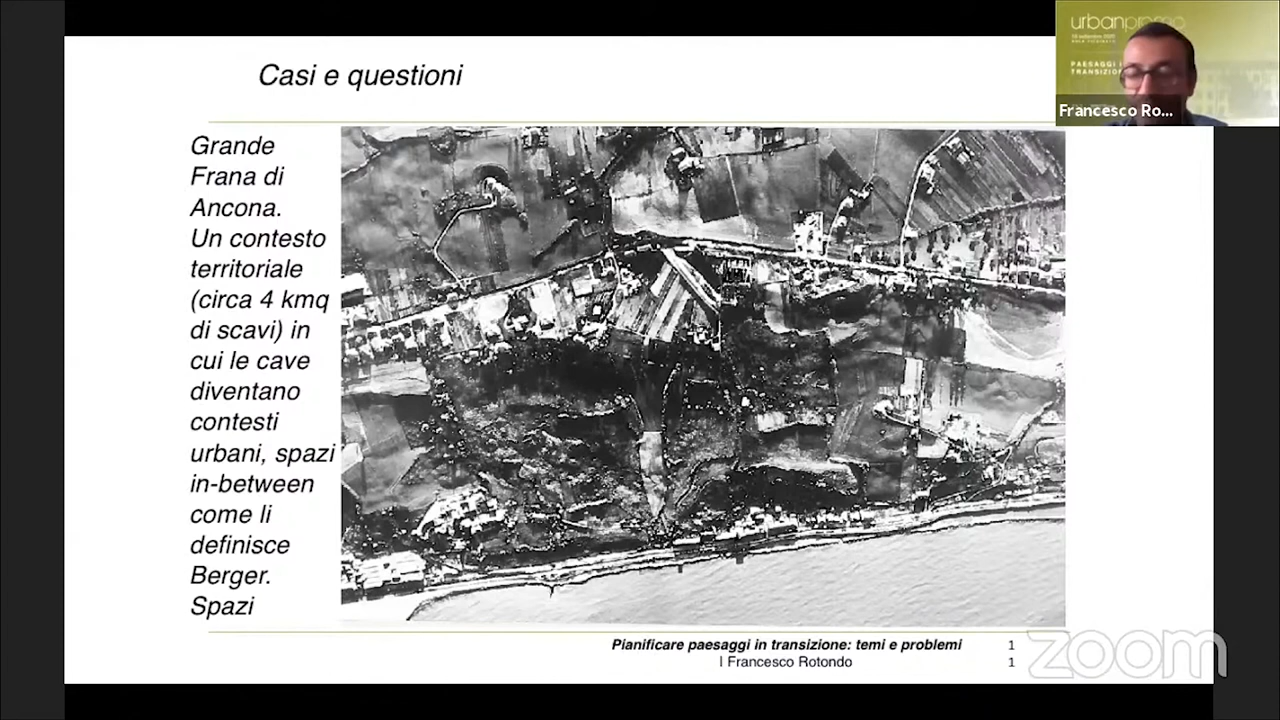 Casi e questioni
Grande
Frana di
Ancona.
Un contesto
territoriale
(circa 4 kmq
di scavi) in
cui le cave
diventano
contesti
urbani, spazi
in-between
come li
definisce
Berger.
Spazi
Pianificare paesaggi in transizione: temi e problemi
I Francesco Rotondo
1
1
urbanpromo
PAESAGGI I
TRANSIZION
Francesco Ro...
zoom